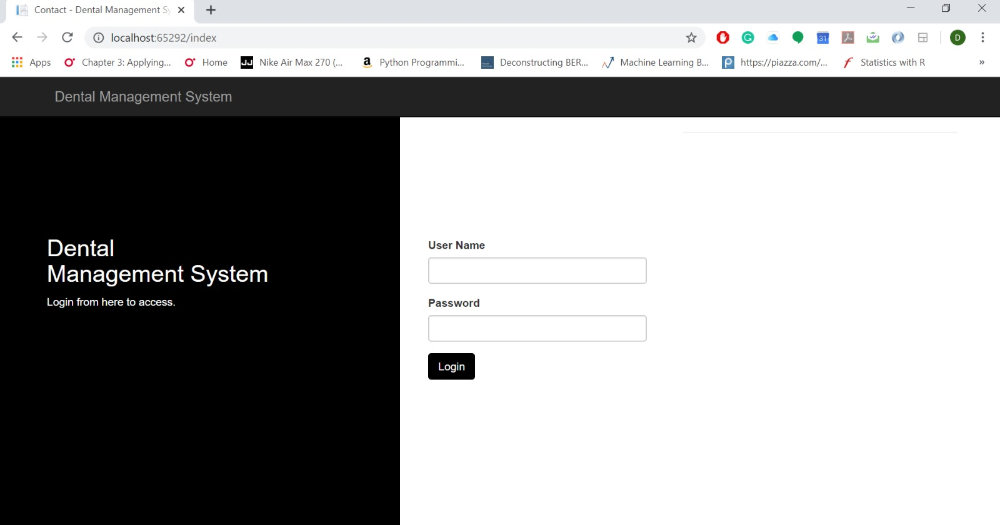 Contact - Dental Management Sy
localhost:65292/index
31
D
Apps
Chapter 3: Applying...
Home
JJ
Nike Air Max 270 (...
a
Python Programmi...
Deconstructing BER...
Machine Learning B...
https://piazza.com/...
Statistics with R
»
Dental Management System
Dental
Management System
Login from here to access.
User Name
Password
Login